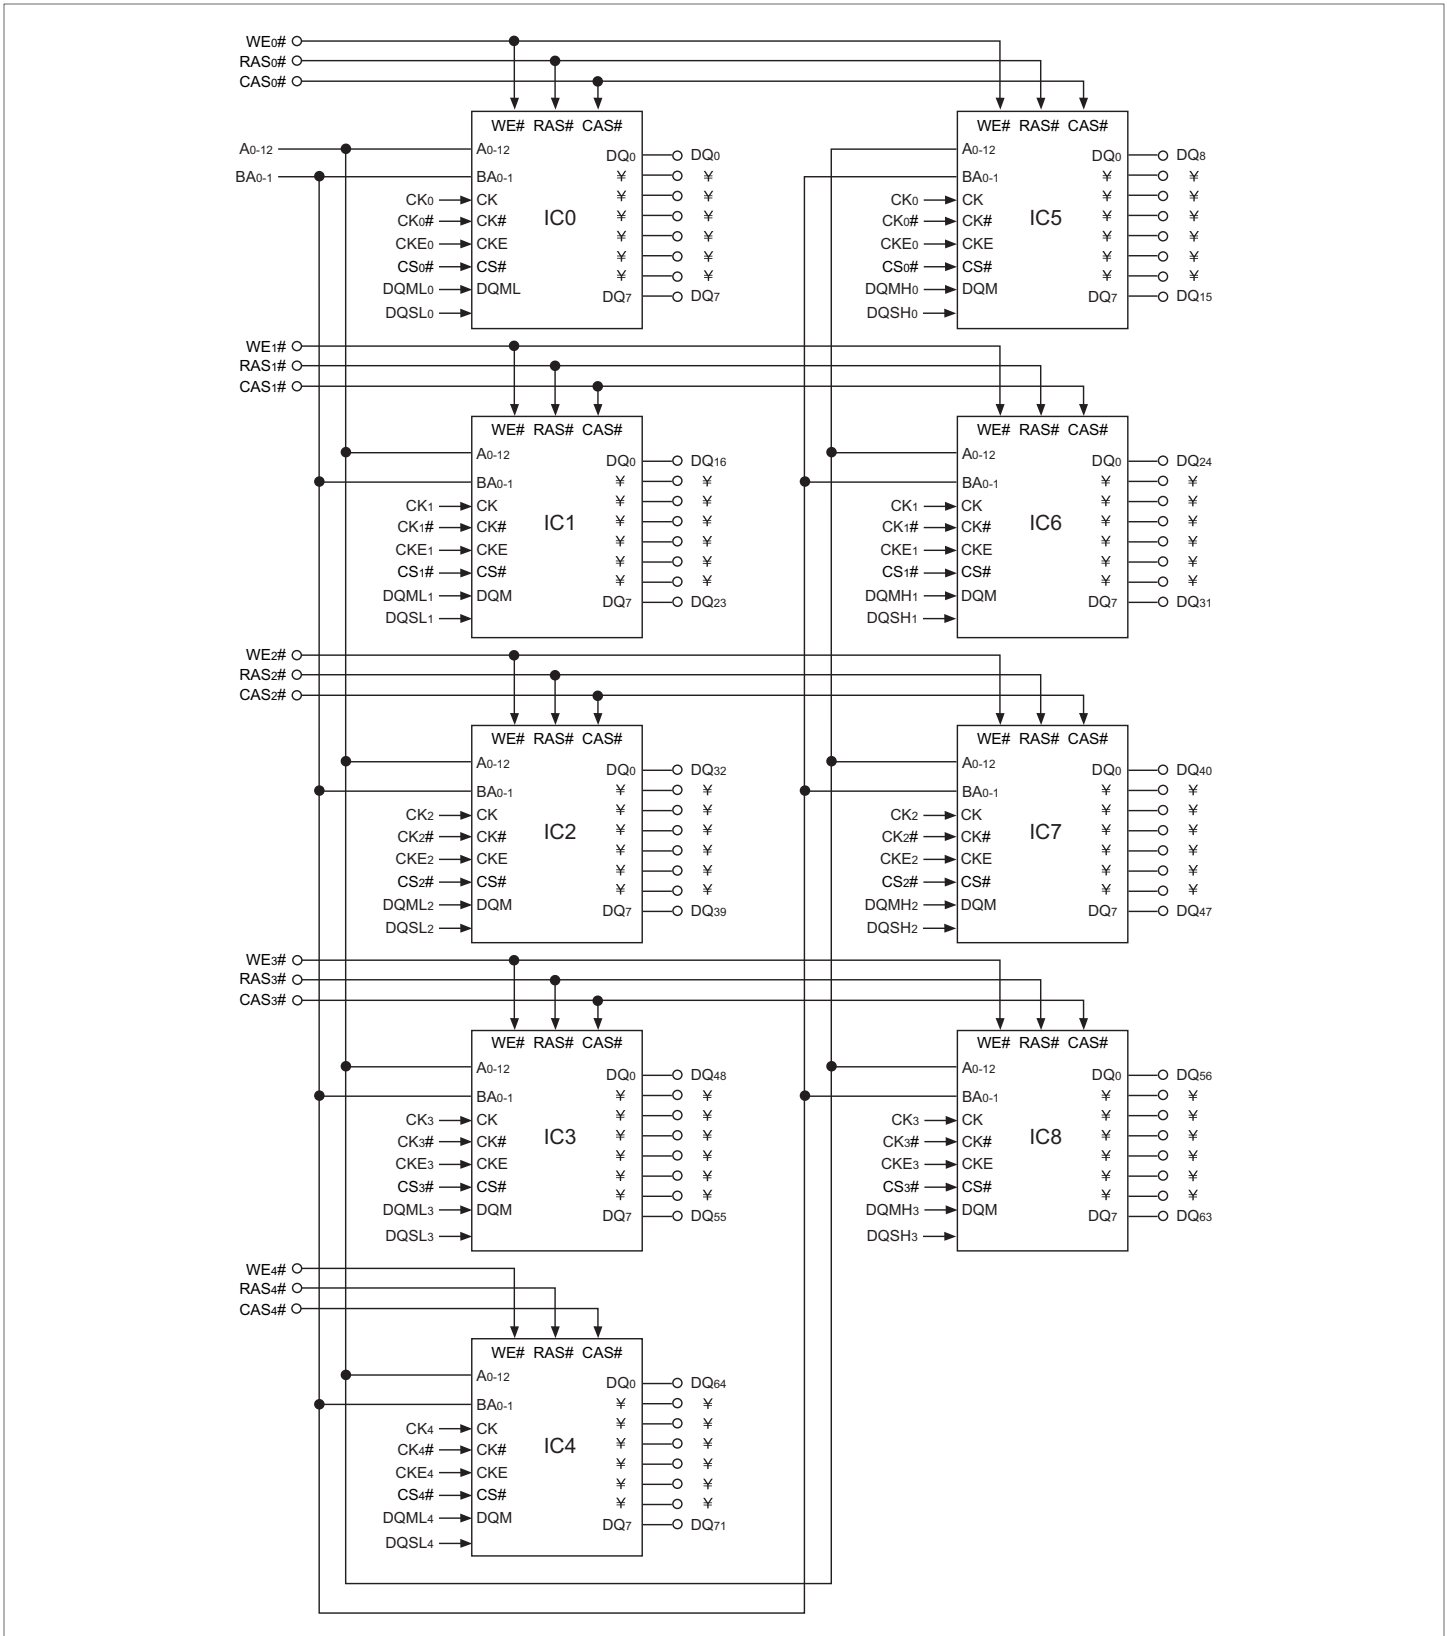 WE0#
RAS0#
CAS0#
WE# RAS# CAS#
A0-12
BA0-1
A0-12
BA0-1
CK0 CK
CK0# CK#
CKE0 CKE
CS0# CS#
DQML0 DQML
DQSL0
IC0
DQ0 DQ0
¥ ¥
¥ ¥
¥ ¥
¥ ¥
¥ ¥
¥ ¥
DQ7 DQ7
WE# RAS# CAS#
A0-12
BA0-1
CK0 CK
CK0# CK#
CKE0 CKE
CS0# CS#
DQMH0 DQM
DQSH0
IC5
DQ0 DQ8
¥ ¥
¥ ¥
¥ ¥
¥ ¥
¥ ¥
¥ ¥
DQ7 DQ15
WE1#
RAS1#
CAS1#
WE# RAS# CAS#
A0-12
BA0-1
CK1 CK
CK1# CK#
CKE1 CKE
CS1# CS#
DQML1 DQM
DQSL1
IC1
DQ0 DQ16
¥ ¥
¥ ¥
¥ ¥
¥ ¥
¥ ¥
¥ ¥
DQ7 DQ23
WE# RAS# CAS#
A0-12
BA0-1
CK1 CK
CK1# CK#
CKE1 CKE
CS1# CS#
DQMH1 DQM
DQSH1
IC6
DQ0 DQ24
¥ ¥
¥ ¥
¥ ¥
¥ ¥
¥ ¥
¥ ¥
DQ7 DQ31
WE2#
RAS2#
CAS2#
WE# RAS# CAS#
A0-12
BA0-1
CK2 CK
CK2# CK#
CKE2 CKE
CS2# CS#
DQML2 DQM
DQSL2
IC2
DQ0 DQ32
¥ ¥
¥ ¥
¥ ¥
¥ ¥
¥ ¥
¥ ¥
DQ7 DQ39
WE# RAS# CAS#
A0-12
BA0-1
CK2 CK
CK2# CK#
CKE2 CKE
CS2# CS#
DQMH2 DQM
DQSH2
IC7
DQ0 DQ40
¥ ¥
¥ ¥
¥ ¥
¥ ¥
¥ ¥
¥ ¥
DQ7 DQ47
WE3#
RAS3#
CAS3#
WE# RAS# CAS#
A0-12
BA0-1
CK3 CK
CK3# CK#
CKE3 CKE
CS3# CS#
DQML3 DQM
DQSL3
IC3
DQ0 DQ48
¥ ¥
¥ ¥
¥ ¥
¥ ¥
¥ ¥
¥ ¥
DQ7 DQ55
WE# RAS# CAS#
A0-12
BA0-1
CK3 CK
CK3# CK#
CKE3 CKE
CS3# CS#
DQMH3 DQM
DQSH3
IC8
DQ0 DQ56
¥ ¥
¥ ¥
¥ ¥
¥ ¥
¥ ¥
¥ ¥
DQ7 DQ63
WE4#
RAS4#
CAS4#
WE# RAS# CAS#
A0-12
BA0-1
CK4 CK
CK4# CK#
CKE4 CKE
CS4# CS#
DQML4 DQM
DQSL4
IC4
DQ0 DQ64
¥ ¥
¥ ¥
¥ ¥
¥ ¥
¥ ¥
¥ ¥
DQ7 DQ71